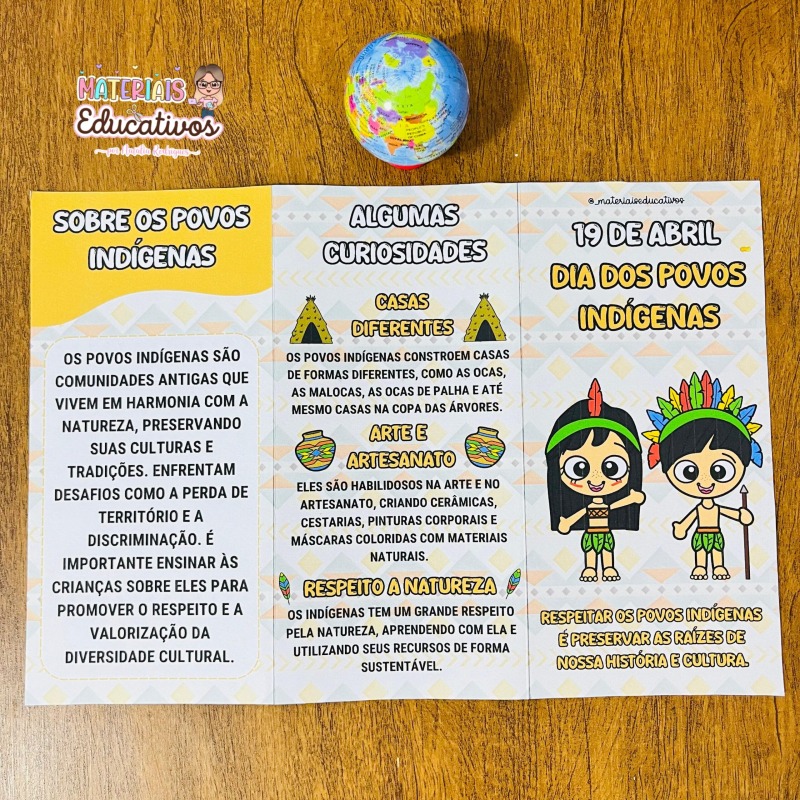 MATERIAIS
Educativos
SOBRE OS POVOS
INDÍGENAS
OS POVOS INDÍGENAS SÃO
COMUNIDADES ANTIGAS QUE
VIVEM EM HARMONIA COM A
NATUREZA, PRESERVANDO
SUAS CULTURAS E
TRADIÇÕES. ENFRENTAM
DESAFIOS COMO A PERDA DE
TERRITÓRIO E A
DISCRIMINAÇÃO. É
IMPORTANTE ENSINAR ÀS
CRIANÇAS SOBRE ELES PARA
PROMOVER O RESPEITO E A
VALORIZAÇÃO DA
DIVERSIDADE CULTURAL.
ALGUMAS
CURIOSIDADES
CASAS
DIFERENTES
OS POVOS INDÍGENAS CONSTROEM CASAS
DE FORMAS DIFERENTES, COMO AS OCAS,
AS MALOCAS, AS OCAS DE PALHA E ATÉ
MESMO CASAS NA COPA DAS ÁRVORES.
ARTE E
ARTESANATO
ELES SÃO HABILIDOSOS NA ARTE E NO
ARTESANATO, CRIANDO CERÂMICAS,
CESTARIAS, PINTURAS CORPORAIS E
MÁSCARAS COLORIDAS COM MATERIAIS
NATURAIS.
RESPEITO A NATUREZA
OS INDÍGENAS TEM UM GRANDE RESPEITO
PELA NATUREZA, APRENDENDO COM ELA E
UTILIZANDO SEUS RECURSOS DE FORMA
SUSTENTÁVEL.
@_materiaiseducativos
19 DE ABRIL
DIA DOS POVOS
INDÍGENAS
RESPEITAR OS POVOS INDÍGENAS
É PRESERVAR AS RAÍZES DE
NOSSA HISTÓRIA E CULTURA.